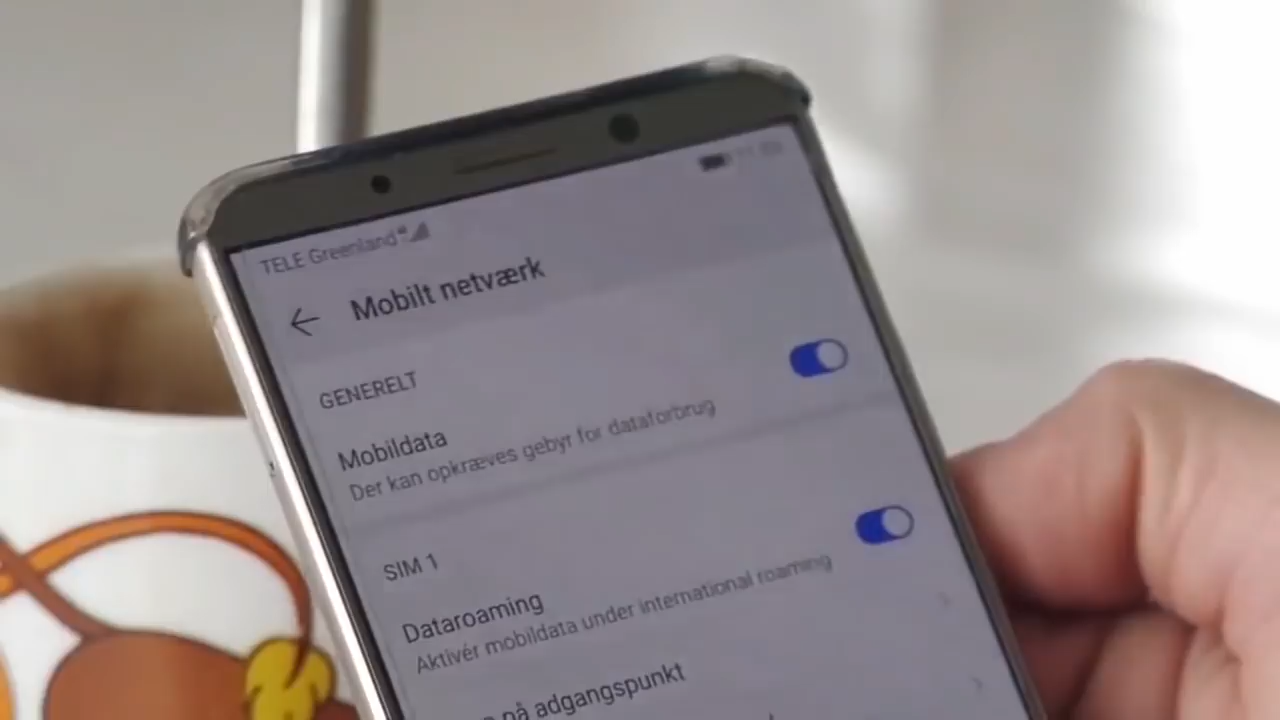 TELE Greenland
Mobilt netværk
GENERELT
Mobildata
Der kan opkræves gebyr for dataforbrug
SIM 1
Dataroaming
Aktivér mobildata under international roaming
på adgangspunkt